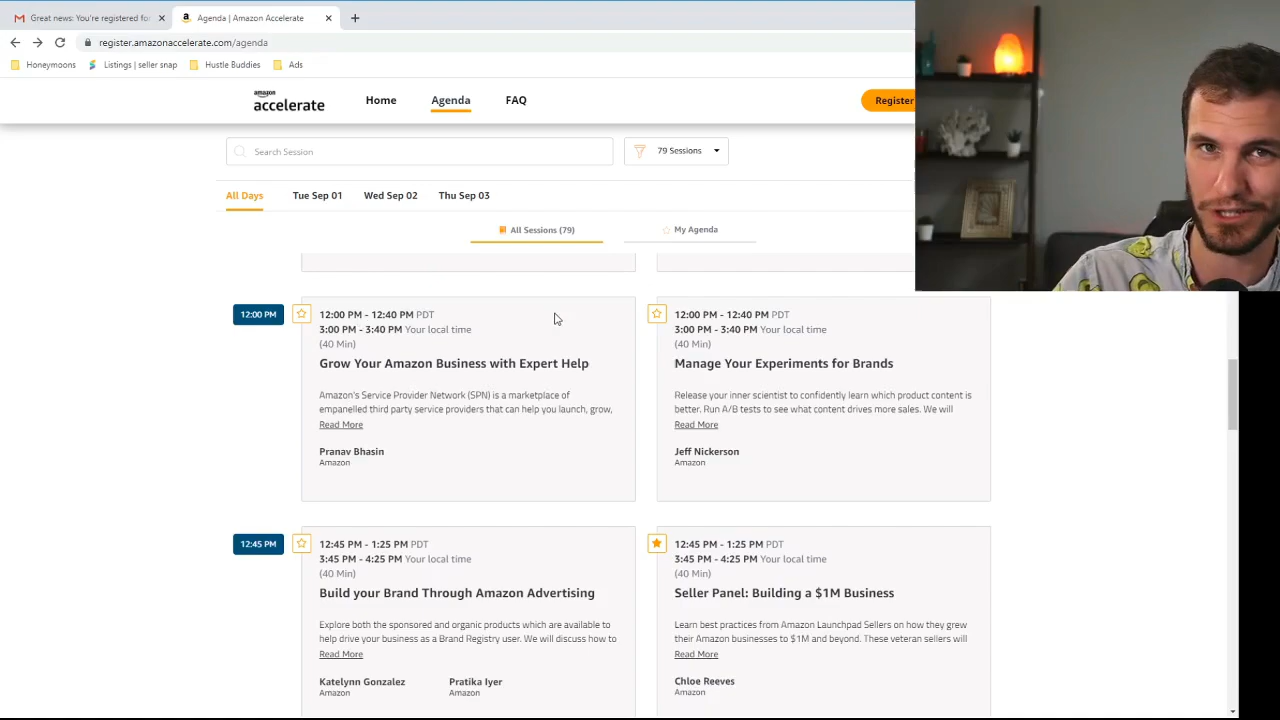 Great news: You're registered fo
Agenda | Amazon Accelerate
register.amazonaccelerate.com/agenda
Honeymoons
Listings | seller snap
Hustle Buddies
Ads
amazon
accelerate
Home
Agenda
FAQ
Register
Search Session
79 Sessions
All Days
Tue Sep 01
Wed Sep 02
Thu Sep 03
All Sessions (79)
My Agenda
12:00 PM
12:00 PM - 12:40 PM PDT
3:00 PM - 3:40 PM Your local time
(40 Min)
Grow Your Amazon Business with Expert Help
Amazon's Service Provider Network (SPN) is a marketplace of
empanelled third party service providers that can help you launch, grow,
Read More
Pranav Bhasin
Amazon
12:00 PM - 12:40 PM PDT
3:00 PM - 3:40 PM Your local time
(40 Min)
Manage Your Experiments for Brands
Release your inner scientist to confidently learn which product content is
better. Run A/B tests to see what content drives more sales. We will
Read More
Jeff Nickerson
Amazon
12:45 PM
12:45 PM - 1:25 PM PDT
3:45 PM - 4:25 PM Your local time
(40 Min)
Build your Brand Through Amazon Advertising
Explore both the sponsored and organic products which are available to
help drive your business as a Brand Registry user. We will discuss how to
Read More
Katelynn Gonzalez
Amazon
Pratika Iyer
Amazon
12:45 PM - 1:25 PM PDT
3:45 PM - 4:25 PM Your local time
(40 Min)
Seller Panel: Building a $1M Business
Learn best practices from Amazon Launchpad Sellers on how they grew
their Amazon businesses to $1M and beyond. These veteran sellers will
Read More
Chloe Reeves
Amazon